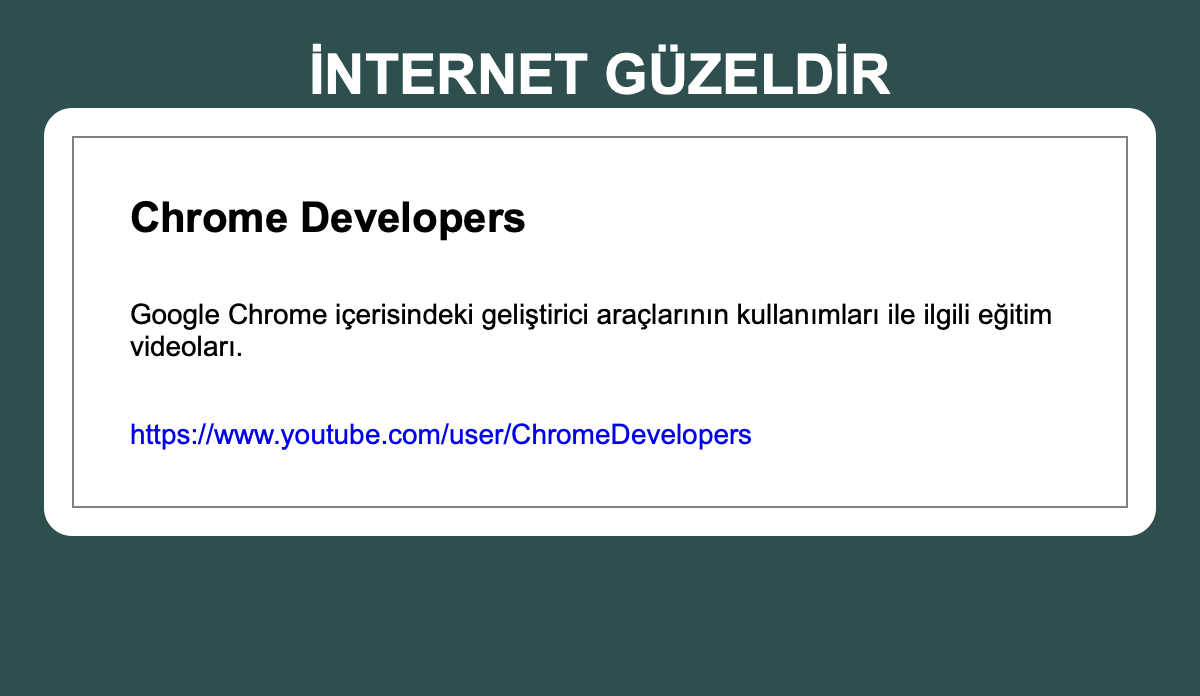 İNTERNET GÜZELDİR
Chrome Developers
Google Chrome içerisindeki geliştirici araçlarının kullanımları ile ilgili eğitim
videoları.
https://www.youtube.com/user/ChromeDevelopers